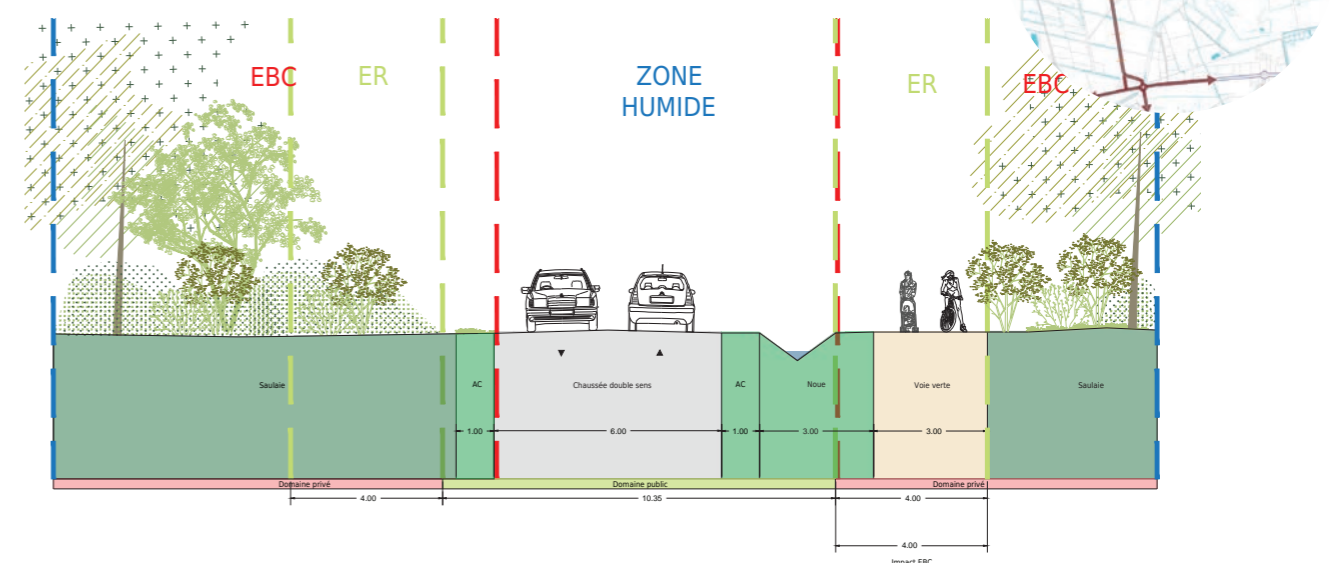 EBC
ER
ZONE
HUMIDE
ER
EBC
Saulaie
AC
Chaussée double sens
AC
Noue
Voie verte
Saulaie
1.00
6.00
1.00
3.00
3.00
Domaine privé
Domaine public
Domaine privé
4.00
10.35
4.00
4.00
Impact EBC